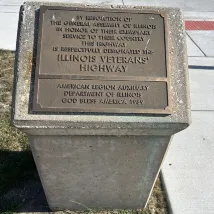 BY RESOLUTION OF
THE GENERAL ASSEMBLY OF ILLINOIS
IN HONOR OF THEIR EXEMPLARY
SERVICE TO THEIR COUNTRY
THIS HIGHWAY
IS RESPECTFULLY DESIGNATED THE
ILLINOIS VETERANS'
HIGHWAY
AMERICAN LEGION AUXILIARY
DEPARTMENT OF ILLINOIS
GOD BLESS AMERICA